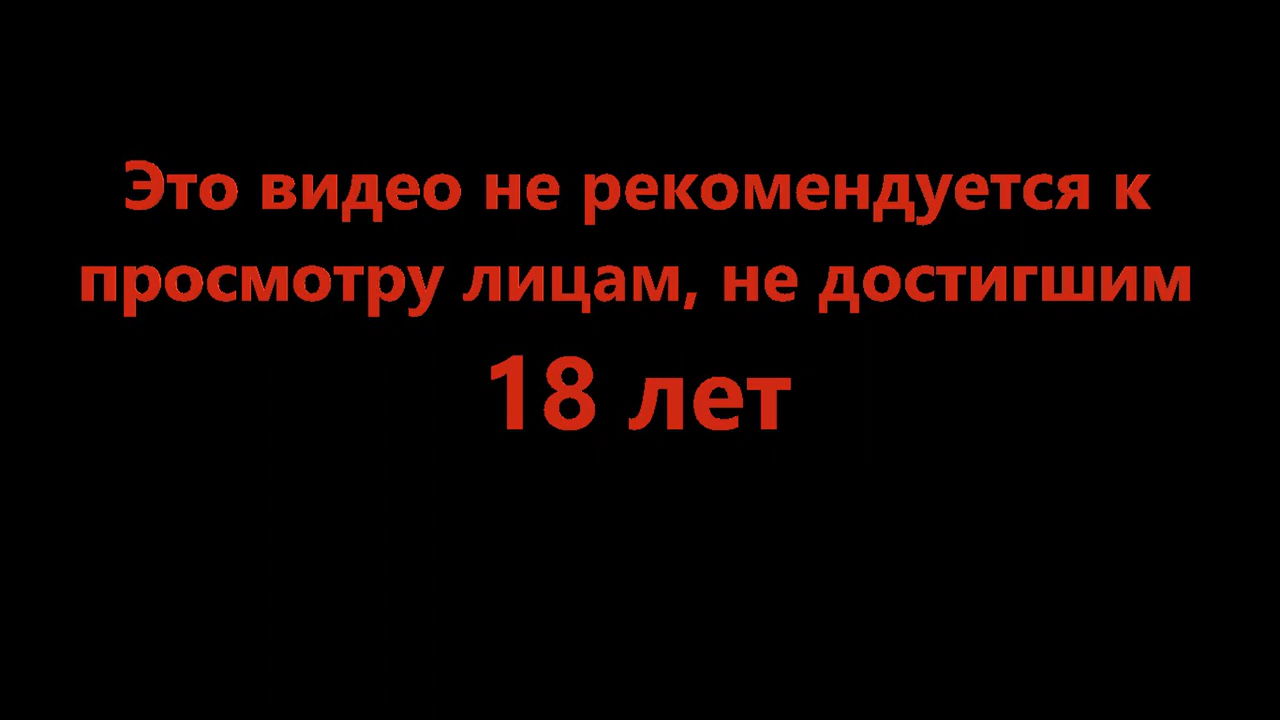 Это видео не рекомендуется к
просмотру лицам, не достигшим
18 лет